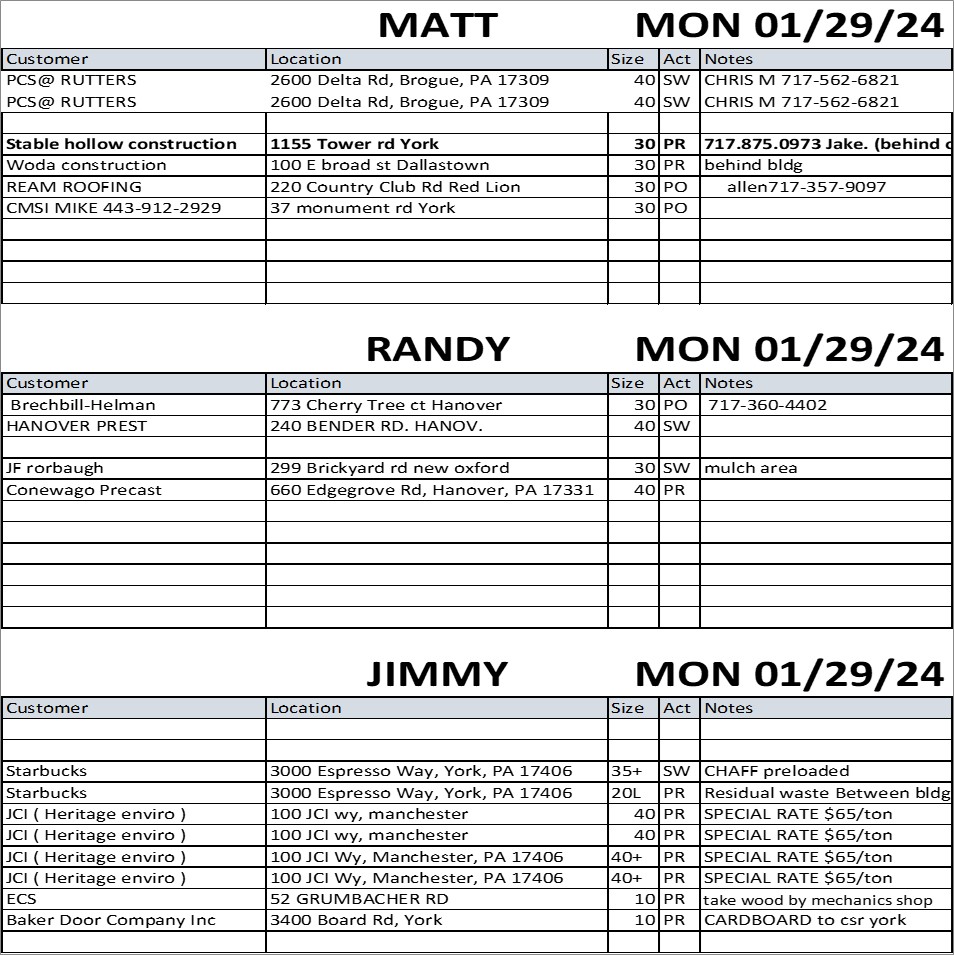 MATT MON 01/29/24
Customer Location Size Act Notes
PCS@ RUTTERS 2600 Delta Rd, Brogue, PA 17309 40 SW CHRIS M 717-562-6821
PCS@ RUTTERS 2600 Delta Rd, Brogue, PA 17309 40 SW CHRIS M 717-562-6821
Stable hollow construction 1155 Tower rd York 30 PR 717.875.0973 Jake. (behind
Woda construction 100 E broad st Dallastown 30 PR behind bldg
REAM ROOFING 220 Country Club Rd Red Lion 30 PO allen717-357-9097
CMSI MIKE 443-912-2929 37 monument rd York 30 PO
RANDY MON 01/29/24
Customer Location Size Act Notes
Brechbill-Helman 773 Cherry Tree ct Hanover 30 PO 717-360-4402
HANOVER PREST 240 BENDER RD. HANOV. 40 SW
JF rorbaugh 299 Brickyard rd new oxford 30 SW mulch area
Conewago Precast 660 Edgegrove Rd, Hanover, PA 17331 40 PR
JIMMY MON 01/29/24
Customer Location Size Act Notes
Starbucks 3000 Espresso Way, York, PA 17406 35+ SW CHAFF preloaded
Starbucks 3000 Espresso Way, York, PA 17406 20L PR Residual waste Between bldg
JCI ( Heritage enviro ) 100 JCI wy, manchester 40 PR SPECIAL RATE $65/ton
JCI ( Heritage enviro ) 100 JCI wy, manchester 40 PR SPECIAL RATE $65/ton
JCI ( Heritage enviro ) 100 JCI Wy, Manchester, PA 17406 40+ PR SPECIAL RATE $65/ton
JCI ( Heritage enviro ) 100 JCI Wy, Manchester, PA 17406 40+ PR SPECIAL RATE $65/ton
ECS 52 GRUMBACHER RD 10 PR take wood by mechanics shop
Baker Door Company Inc 3400 Board Rd, York 10 PR CARDBOARD to csr york